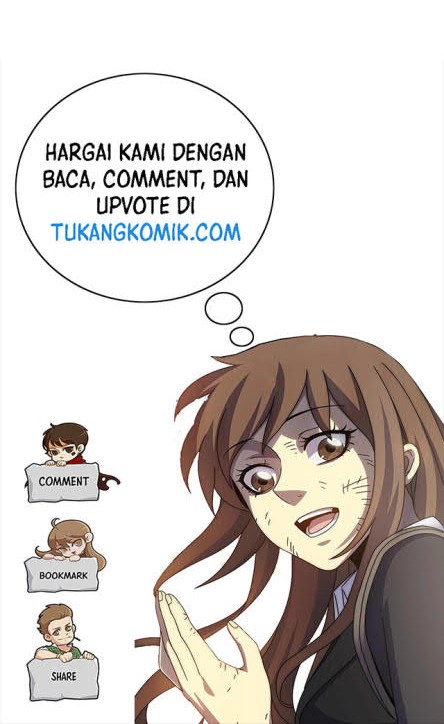 HARGAI KAMI DENGAN
BACA, COMMENT, DAN
UPVOTE DI
TUKANGKOMIK.COM
COMMENT
BOOKMARK
SHARE